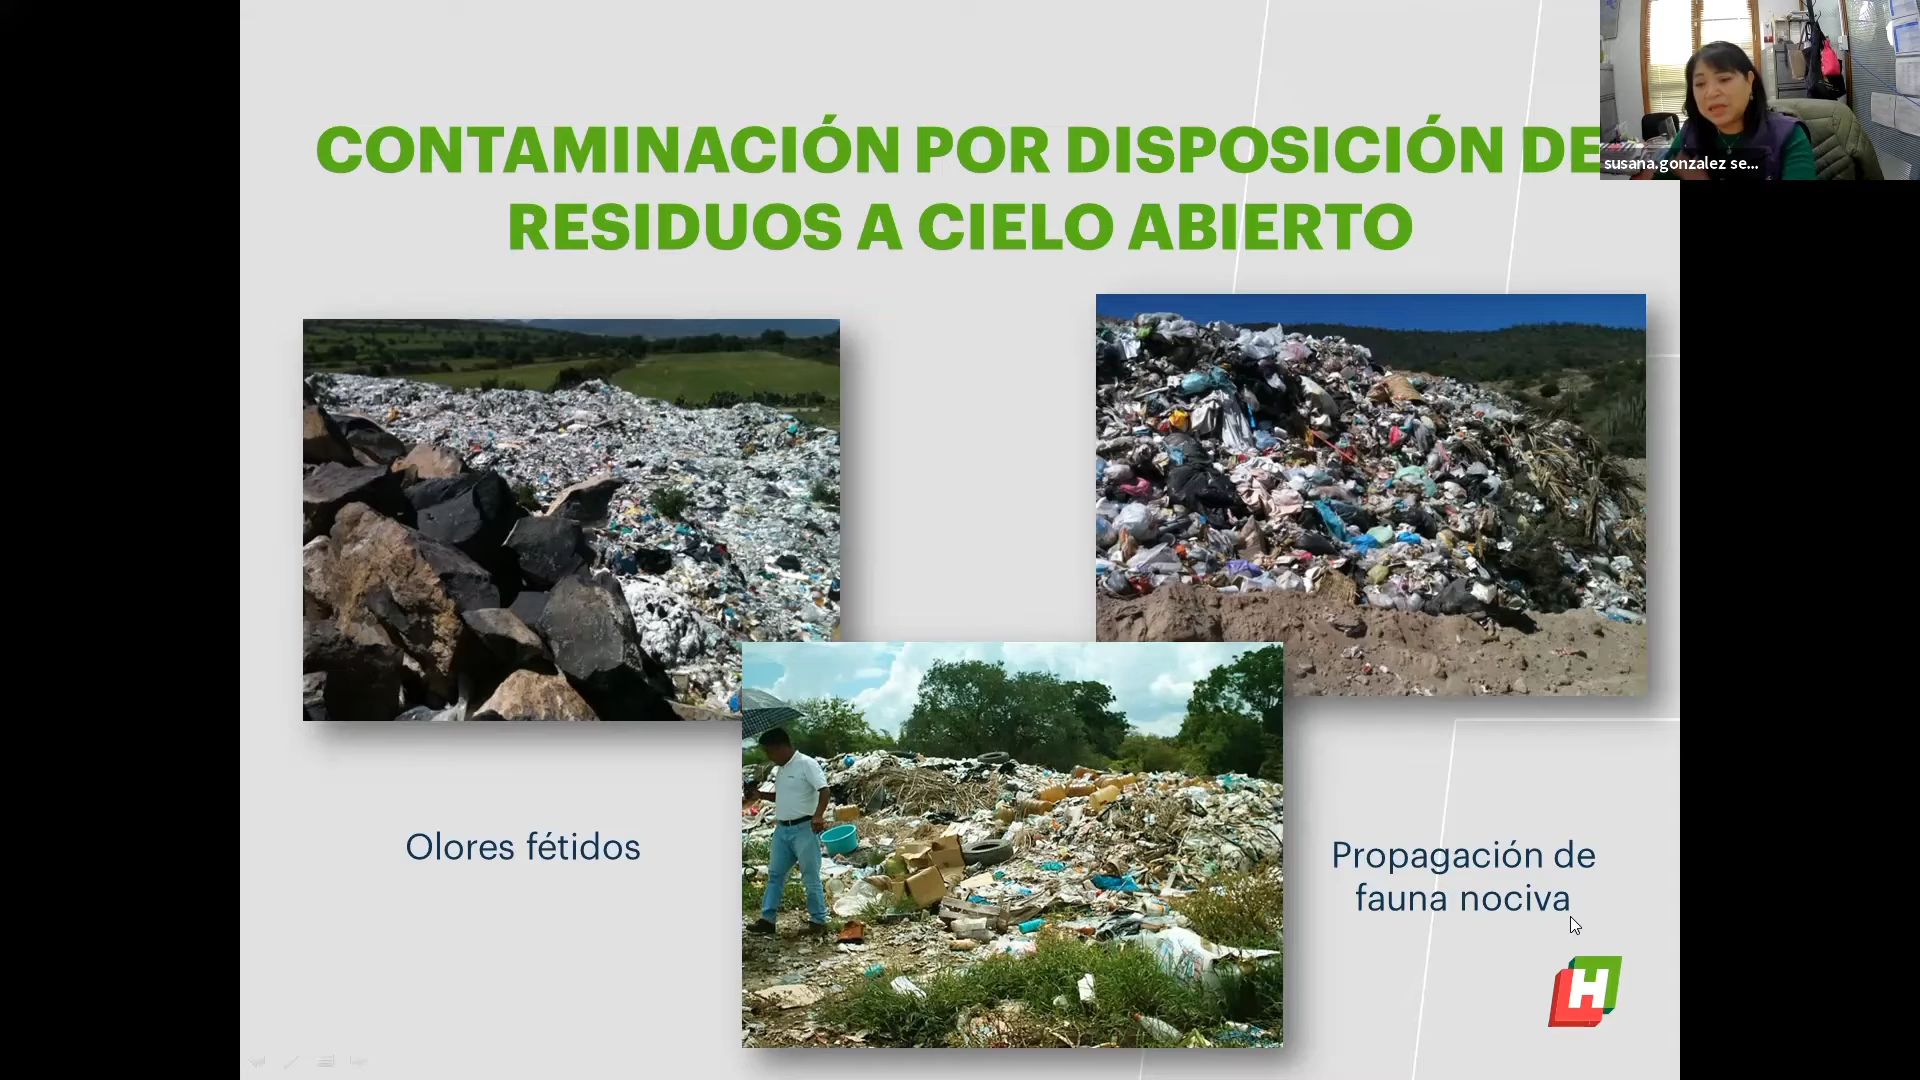 CONTAMINACIÓN POR DISPOSICIÓN DE
RESIDUOS A CIELO ABIERTO
susana.gonzalez se...
Olores fétidos
Propagación de
fauna nociva
H